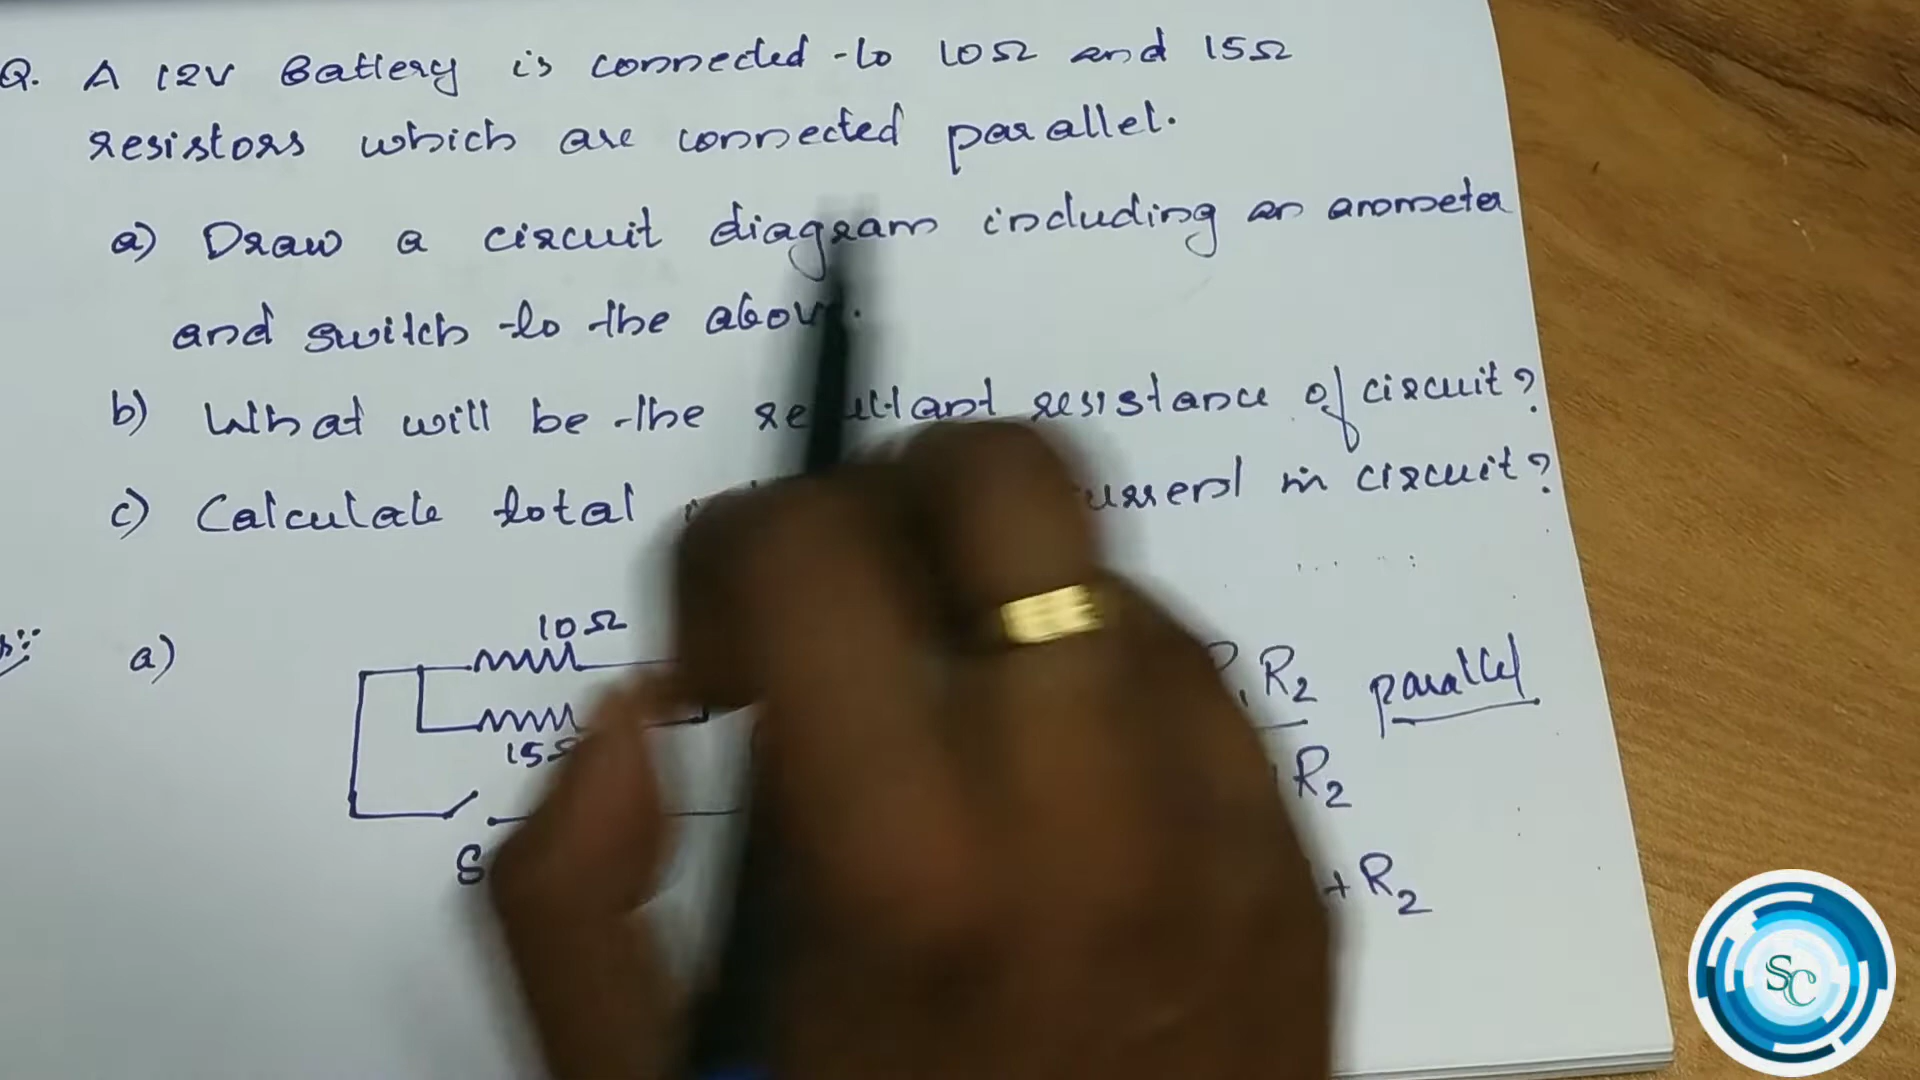 Q. A 12V Battery is connected to 10Ω and 15Ω
resistors which are connected parallel.
a) Draw a circuit diagram including an ammeter
and switch to the above.
b) What will be the resultant resistance of circuit?
c) Calculate total current in circuit?
a)
10Ω
15Ω
S
R₂ parallel
R₂
+R₂
SC